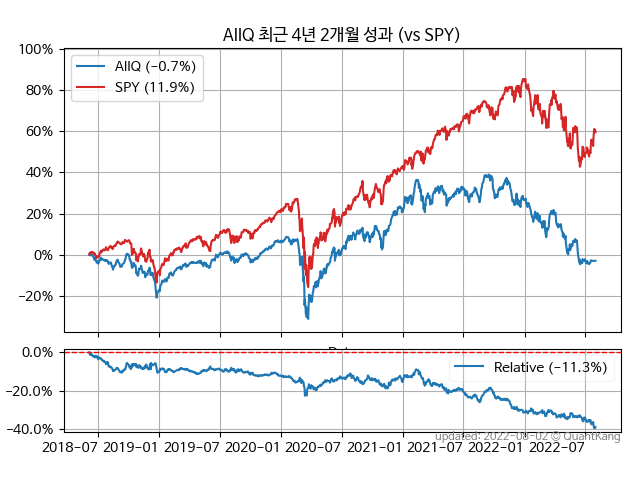 AIIQ 최근 4년 2개월 성과 (vs SPY)
100%
80%
60%
40%
20%
0%
−20%
AIIQ (−0.7%)
SPY (11.9%)
0.0%
−20.0%
−40.0%
Relative (−11.3%)
2018−07 2019−01 2019−07 2020−01 2020−07 2021−01 2021−07 2022−01 2022−07
updated: 2022−08−02 © QuantKang